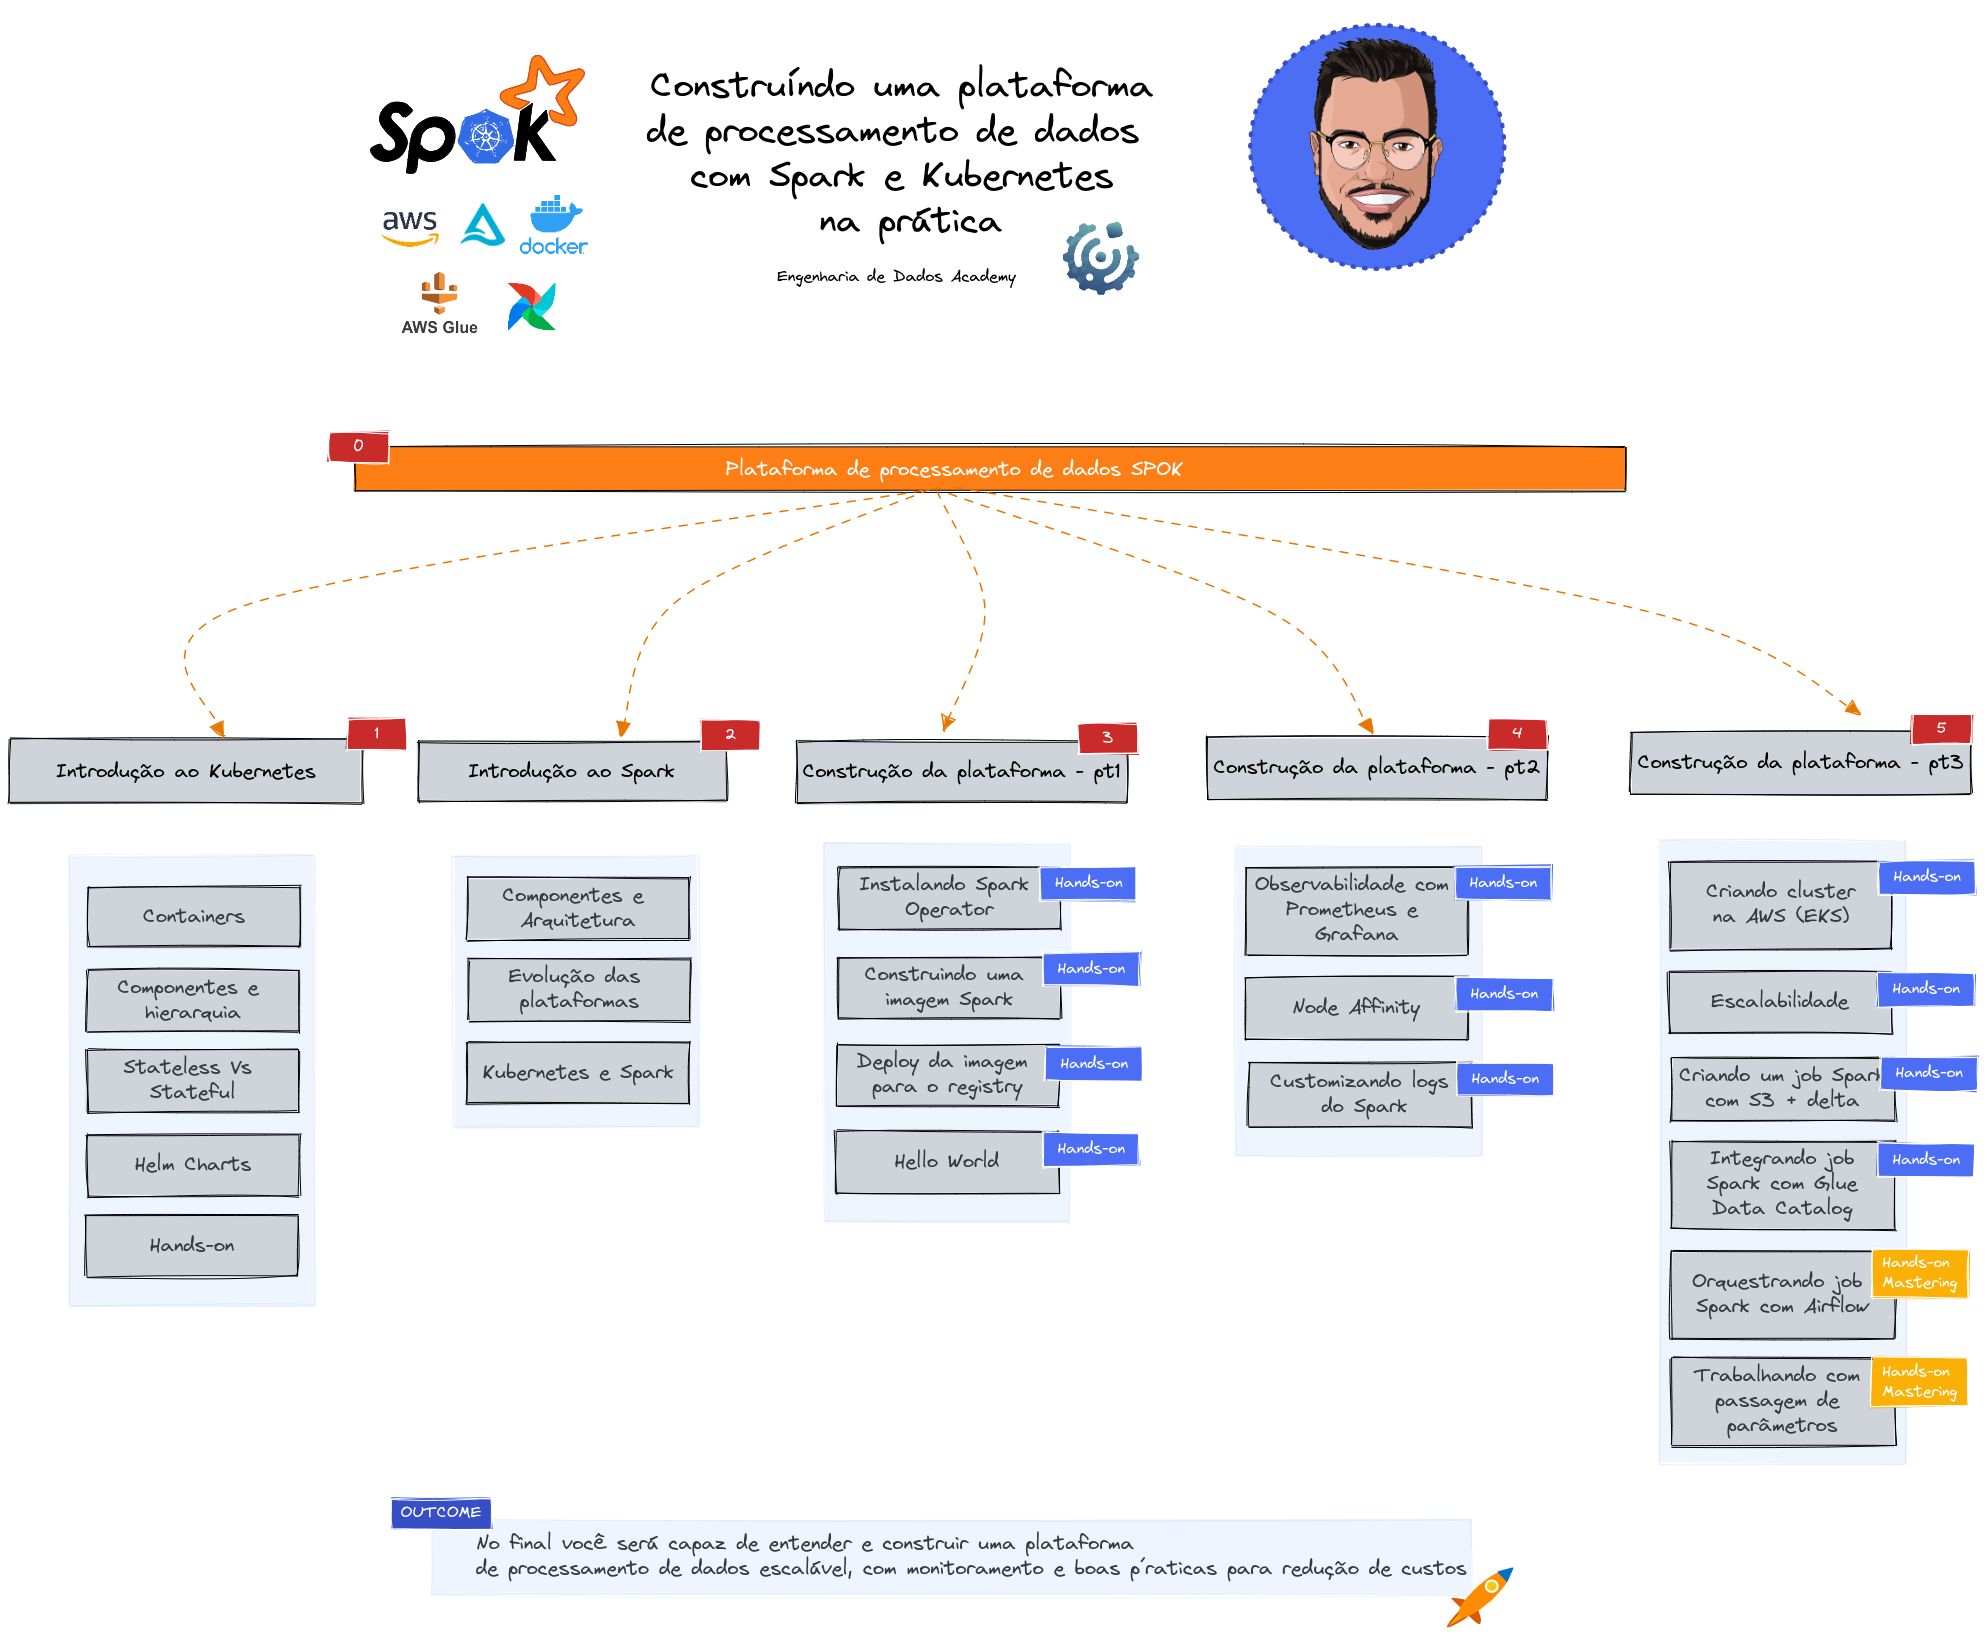 Spok
Construíndo uma plataforma
de processamento de dados
com Spark e Kubernetes
na prática
aws
docker
Engenharia de Dados Academy
AWS Glue
0
Plataforma de processamento de dados SPOK
1
Introdução ao Kubernetes
Containers
Componentes e
hierarquia
Stateless Vs
Stateful
Helm Charts
Hands-on
2
Introdução ao Spark
Componentes e
Arquitetura
Evolução das
plataformas
Kubernetes e Spark
3
Construção da plataforma - pt1
Instalando Spark
Operator
Hands-on
Construindo uma
imagem Spark
Hands-on
Deploy da imagem
para o registry
Hands-on
Hello World
Hands-on
4
Construção da plataforma - pt2
Observabilidade com
Prometheus e
Grafana
Hands-on
Node Affinity
Hands-on
Customizando logs
do Spark
Hands-on
5
Construção da plataforma - pt3
Criando cluster
na AWS (EKS)
Hands-on
Escalabilidade
Hands-on
Criando um job Spark
com S3 + delta
Hands-on
Integrando job
Spark com Glue
Data Catalog
Hands-on
Orquestrando job
Spark com Airflow
Hands-on
Mastering
Trabalhando com
passagem de
parâmetros
Hands-on
Mastering
OUTCOME
No final você será capaz de entender e construir uma plataforma
de processamento de dados escalável, com monitoramento e boas p´raticas para redução de custos